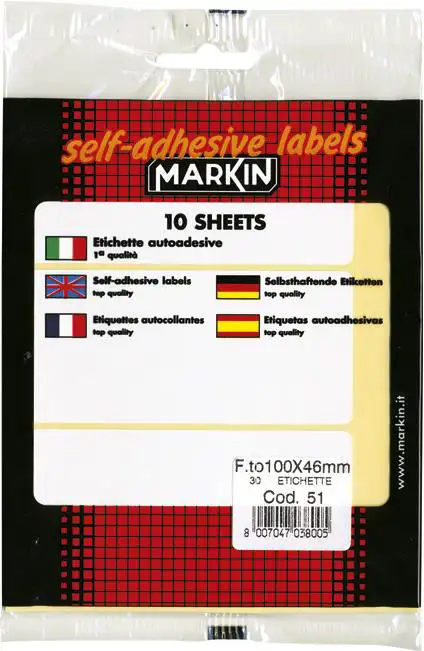 self-adhesive labels
MARKIN
10 SHEETS
Etichette autoadesive
1ª qualità
Self-adhesive labels
top quality
Selbsthaftende Etiketten
top quality
Etiquettes autocollantes
top quality
Etiquetas autoadhesivas
top quality
www.markin.it
F.to100X46mm
30 ETICHETTE
Cod. 51
8 007047 038005